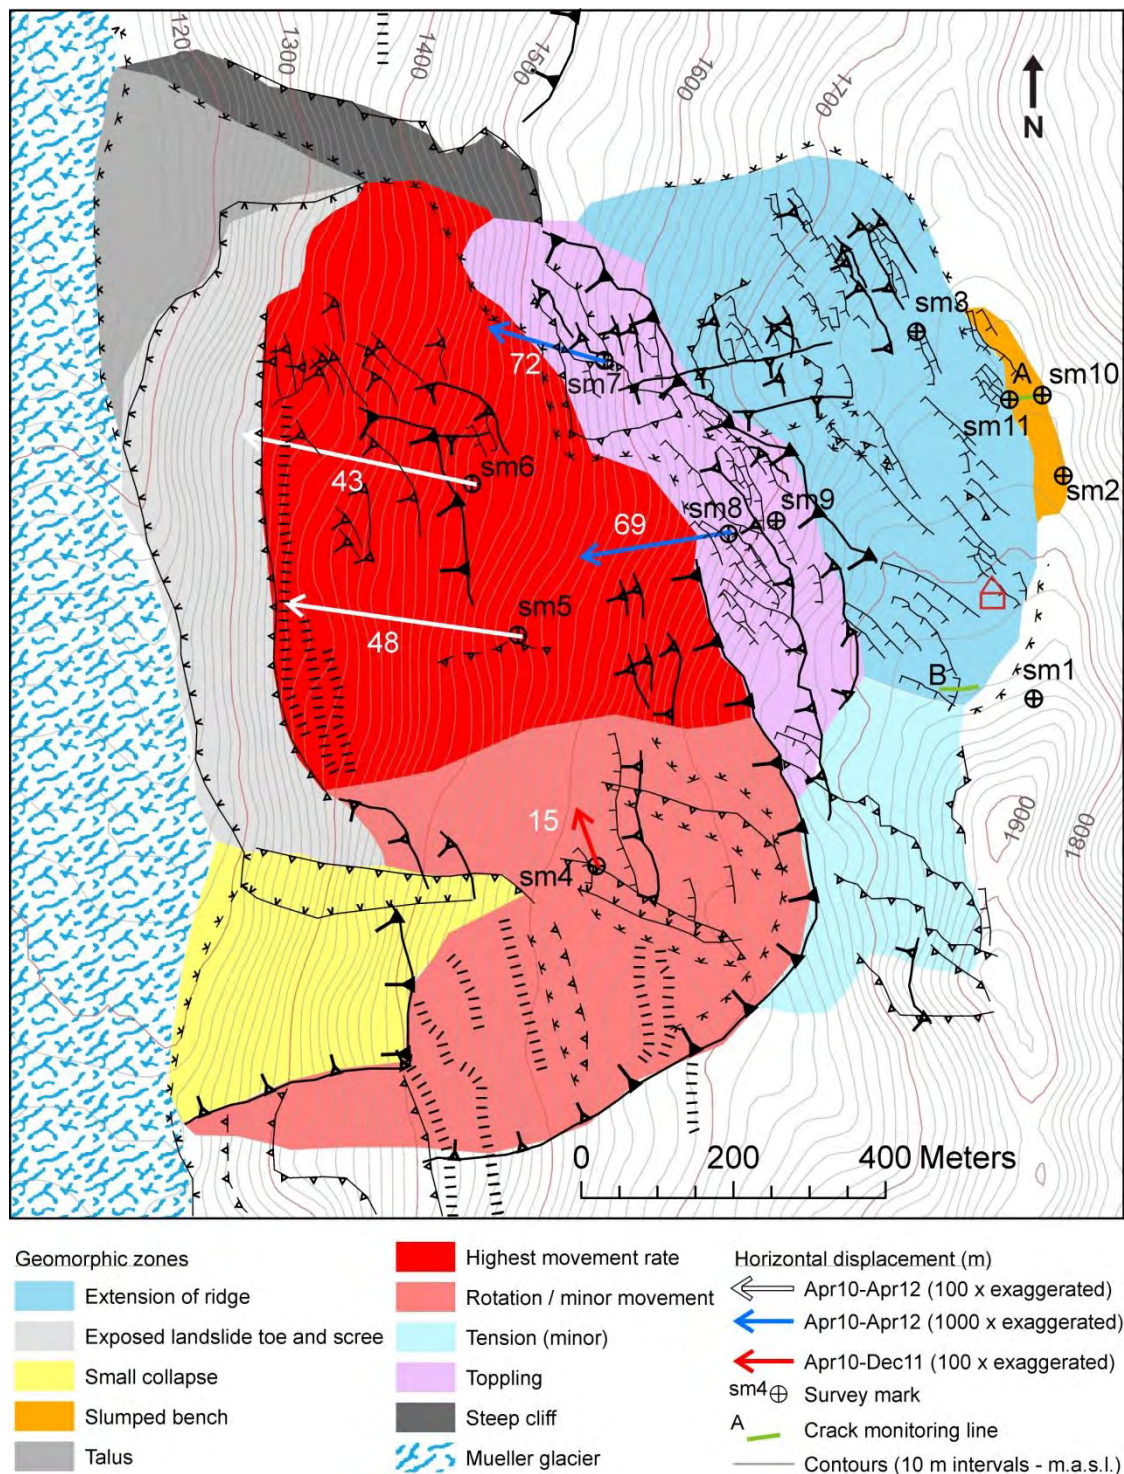 120
1300
1400
1500
1600
1700
N
sm3
A
sm10
72
sm7
sm11
sm6
43
sm2
sm8
sm9
69
sm5
48
B
sm1
15
1900
1800
sm4
0 200 400 Meters
Geomorphic zones
Extension of ridge
Exposed landslide toe and scree
Small collapse
Slumped bench
Talus
Highest movement rate
Rotation / minor movement
Tension (minor)
Toppling
Steep cliff
Mueller glacier
Horizontal displacement (m)
Apr10-Apr12 (100 x exaggerated)
Apr10-Apr12 (1000 x exaggerated)
Apr10-Dec11 (100 x exaggerated)
sm4 Survey mark
A Crack monitoring line
Contours (10 m intervals - m.a.s.l.)